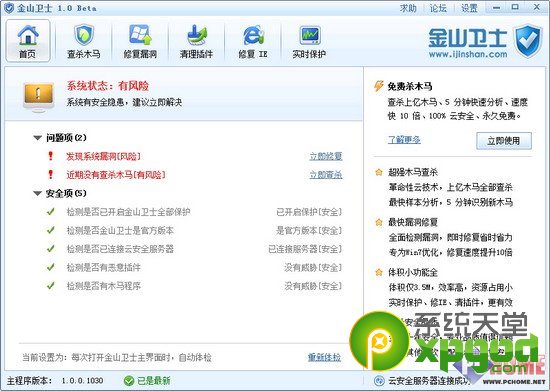 金山卫士 1.0 Beta
求助 论坛 设置
首页
查杀木马
修复漏洞
清理插件
修复 IE
实时保护
金山卫士
www.ijinshan.com
系统状态：有风险
系统有安全隐患，建议立即解决
问题项(2)
发现系统漏洞[风险] 立即修复
近期没有查杀木马[有风险] 立即查杀
安全项(5)
检测是否已开启金山卫士全部保护 已开启保护[安全]
检测是否金山卫士是官方版本 是官方版本[安全]
检测是否已连接云安全服务器 已连接服务器[安全]
检测是否有恶意插件 没有威胁[安全]
检测是否有木马程序 没有威胁[安全]
当前设置为：每次打开金山卫士主界面时，自动体检 重新体检
免费杀木马
查杀上亿木马、5 分钟快速分析、速度
快 10 倍、100% 云安全、永久免费。
了解更多 立即使用
超强木马查杀
革命性云技术，上亿木马全部查杀
最快样本分析，5 分钟识别新木马
最快漏洞修复
全面检测漏洞，即时修复省时省力
专为Win7优化，修复速度提升10倍
体积小功能全
体积仅3.5M，效率高，资源占用小
实时保护、修IE、清插件，更有效
系统天堂
xpgod.com
主程序版本： 1.0.0.1030 已是最新
云安全服务器连接成功
WWW.PCHOME.NET